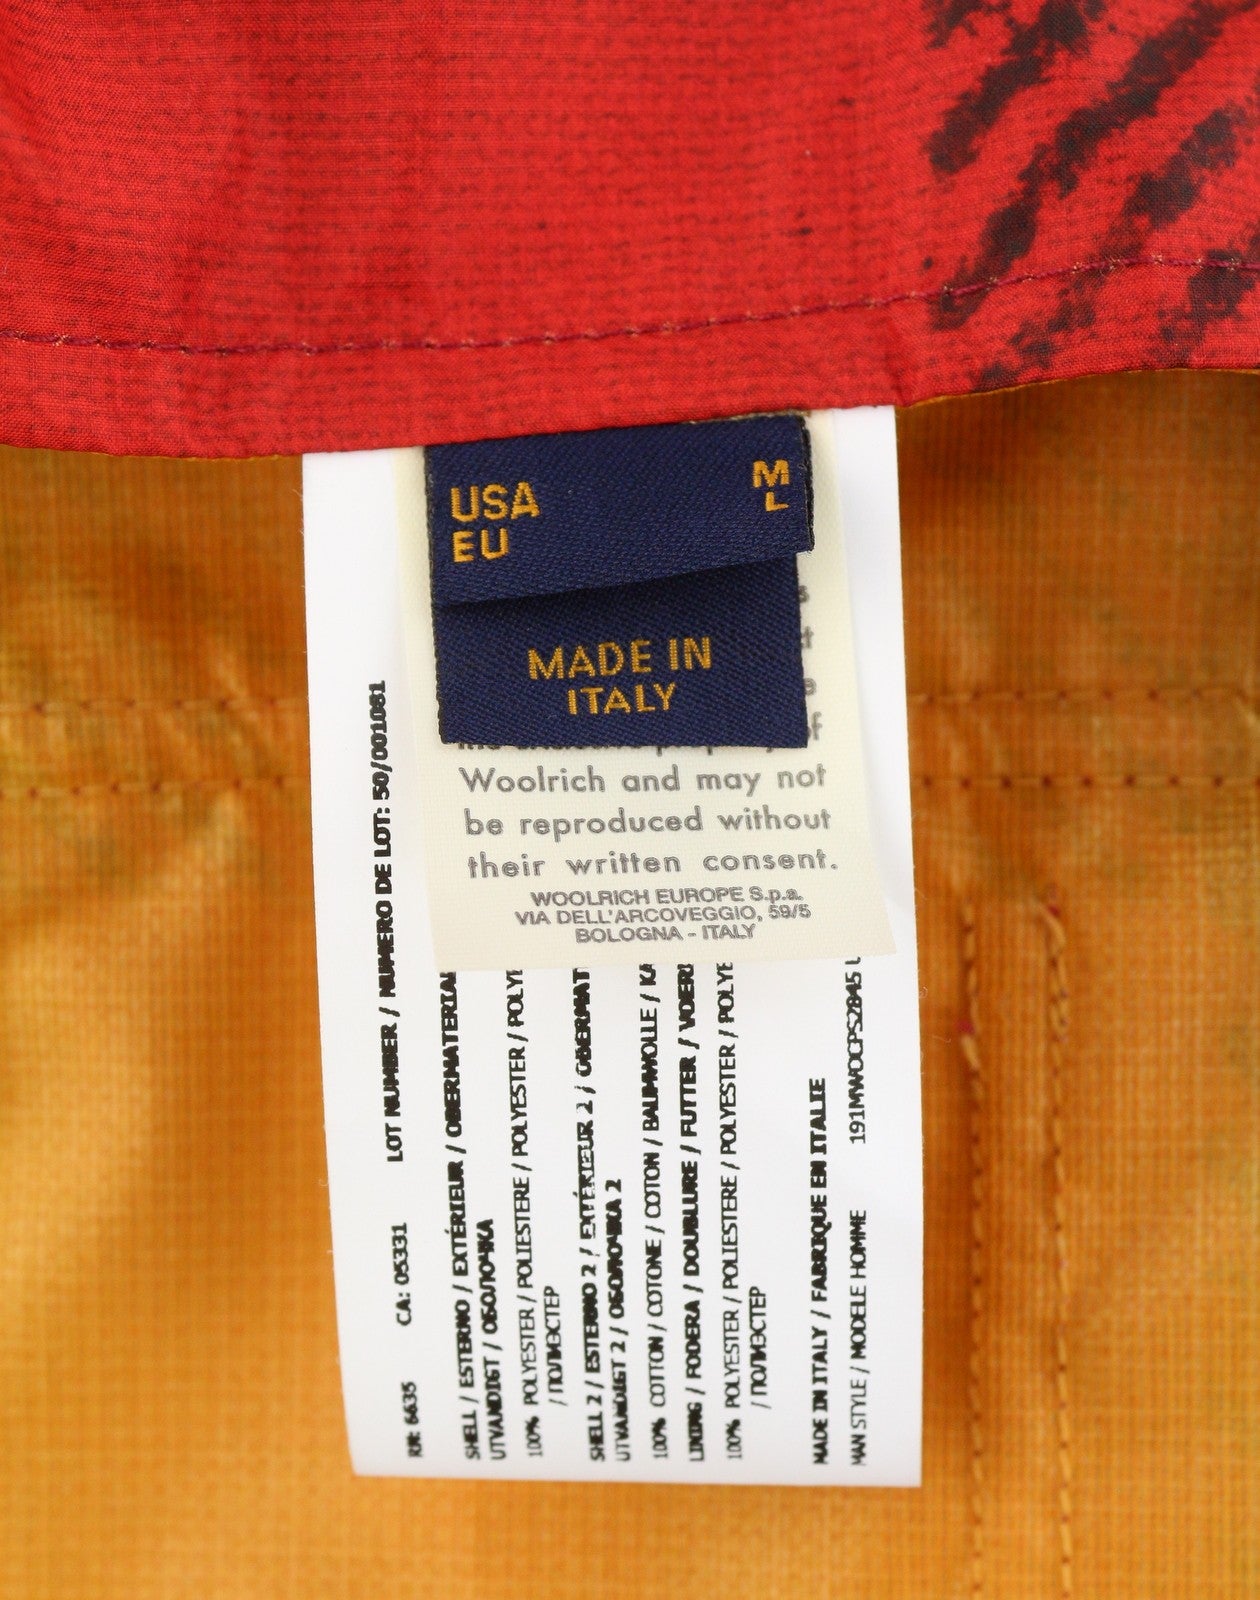 USA M
EU L
MADE IN
ITALY
Woolrich and may not
be reproduced without
their written consent.
WOOLRICH EUROPE S.p.a.
VIA DELL'ARCOVEGGIO, 59/5
BOLOGNA - ITALY
RN: 6635 CA: 05331 LOT NUMBER / NUMERO DE LOT: 50/001081
SHELL / ESTERNO / EXTÉRIEUR / OBERMATERIAL
UTVÄNDIGT / ОБОЛОЧКА
100% POLYESTER / POLIESTERE / POLYESTER / POLYE
/ ПОЛИЭСТЕР
SHELL 2 / ESTERNO 2 / EXTÉRIEUR 2 / OBERMAT
UTVÄNDIGT 2 / ОБОЛОЧКА 2
100% COTTON / COTONE / COTON / BAUMWOLLE / KA
LINING / FODERA / DOUBLURE / FUTTER / VOERI
100% POLYESTER / POLIESTERE / POLYESTER / POLYE
/ ПОЛИЭСТЕР
MADE IN ITALY / FABRIQUE EN ITALIE
MAN STYLE / MODELE HOMME 191MWOCPS2845 U